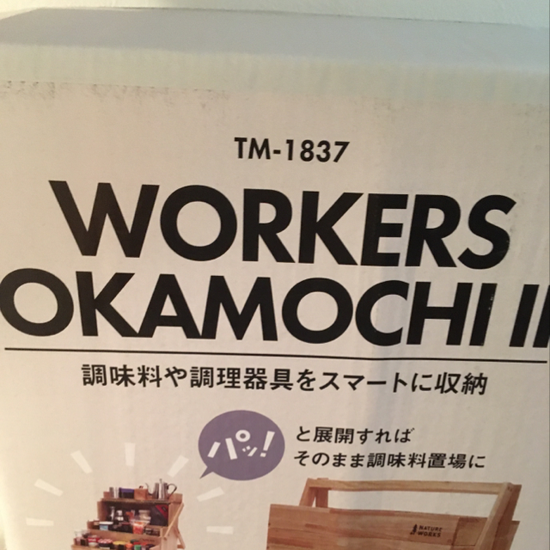 TM-1837
WORKERS
OKAMOCHI II
調味料や調理器具をスマートに収納
パッ!
と展開すれば
そのまま調味料置場に
NATURE
WORKS